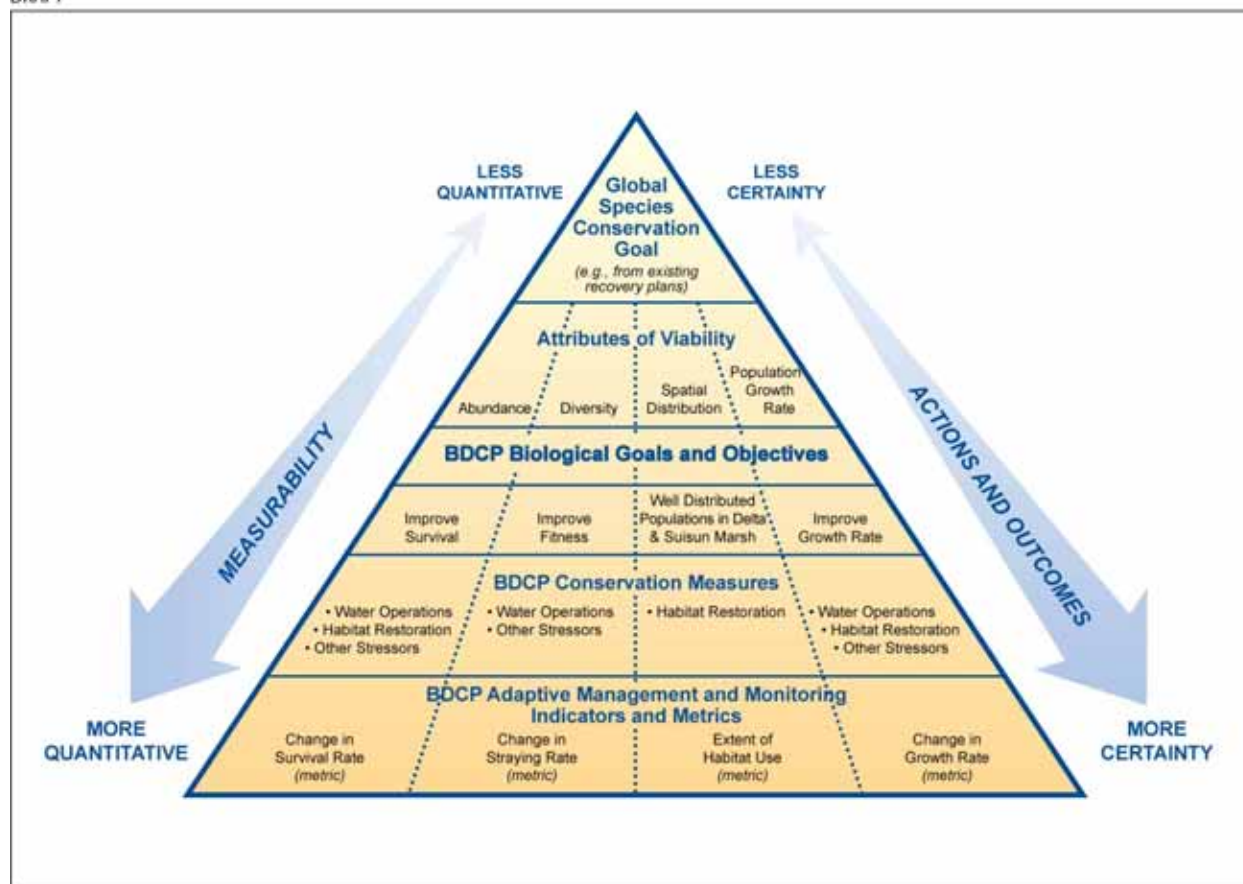 LESS
QUANTITATIVE
LESS
CERTAINTY
Global
Species
Conservation
Goal
(e.g., from existing
recovery plans)
Attributes of Viability
Abundance
Diversity
Spatial
Distribution
Population
Growth
Rate
BDCP Biological Goals and Objectives
Improve
Survival
Improve
Fitness
Well Distributed
Populations in Delta
& Suisun Marsh
Improve
Growth Rate
MEASURABILITY
ACTIONS AND OUTCOMES
BDCP Conservation Measures
• Water Operations
• Habitat Restoration
• Other Stressors
• Water Operations
• Other Stressors
• Habitat Restoration
• Water Operations
• Habitat Restoration
• Other Stressors
BDCP Adaptive Management and Monitoring
Indicators and Metrics
Change in
Survival Rate
(metric)
Change in
Straying Rate
(metric)
Extent of
Habitat Use
(metric)
Change in
Growth Rate
(metric)
MORE
QUANTITATIVE
MORE
CERTAINTY